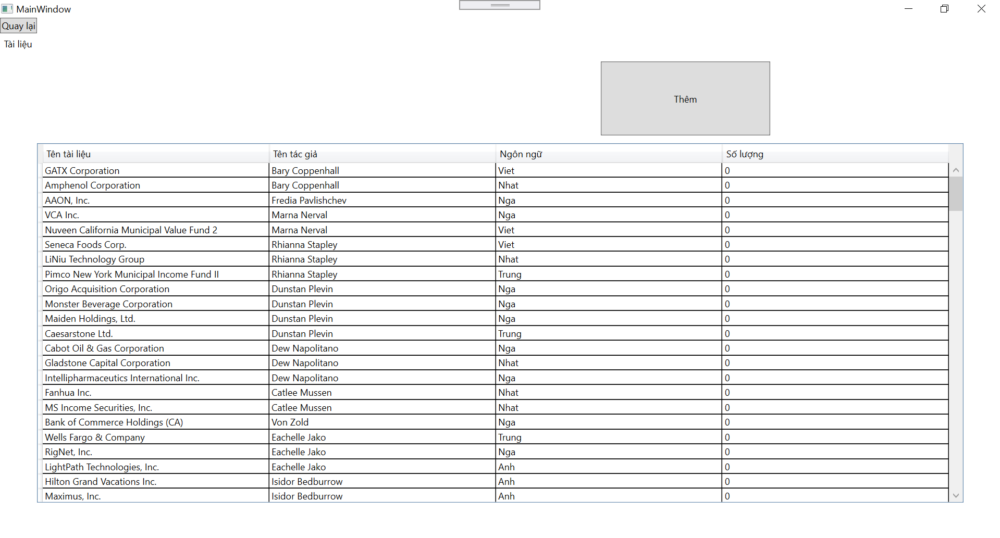 MainWindow
Quay lại
Tài liệu
Thêm
Tên tài liệu Tên tác giả Ngôn ngữ Số lượng
GATX Corporation Bary Coppenhall Viet 0
Amphenol Corporation Bary Coppenhall Nhat 0
AAON, Inc. Fredia Pavlishchev Nga 0
VCA Inc. Marna Nerval Nga 0
Nuveen California Municipal Value Fund 2 Marna Nerval Viet 0
Seneca Foods Corp. Rhianna Stapley Viet 0
LiNiu Technology Group Rhianna Stapley Nhat 0
Pimco New York Municipal Income Fund II Rhianna Stapley Trung 0
Origo Acquisition Corporation Dunstan Plevin Nga 0
Monster Beverage Corporation Dunstan Plevin Nga 0
Maiden Holdings, Ltd. Dunstan Plevin Nga 0
Caesarstone Ltd. Dunstan Plevin Trung 0
Cabot Oil & Gas Corporation Dew Napolitano Nga 0
Gladstone Capital Corporation Dew Napolitano Nhat 0
Intellipharmaceutics International Inc. Dew Napolitano Nga 0
Fanhua Inc. Catlee Mussen Nhat 0
MS Income Securities, Inc. Catlee Mussen Nhat 0
Bank of Commerce Holdings (CA) Von Zold Nga 0
Wells Fargo & Company Eachelle Jako Trung 0
RigNet, Inc. Eachelle Jako Nga 0
LightPath Technologies, Inc. Eachelle Jako Anh 0
Hilton Grand Vacations Inc. Isidor Bedburrow Anh 0
Maximus, Inc. Isidor Bedburrow Anh 0